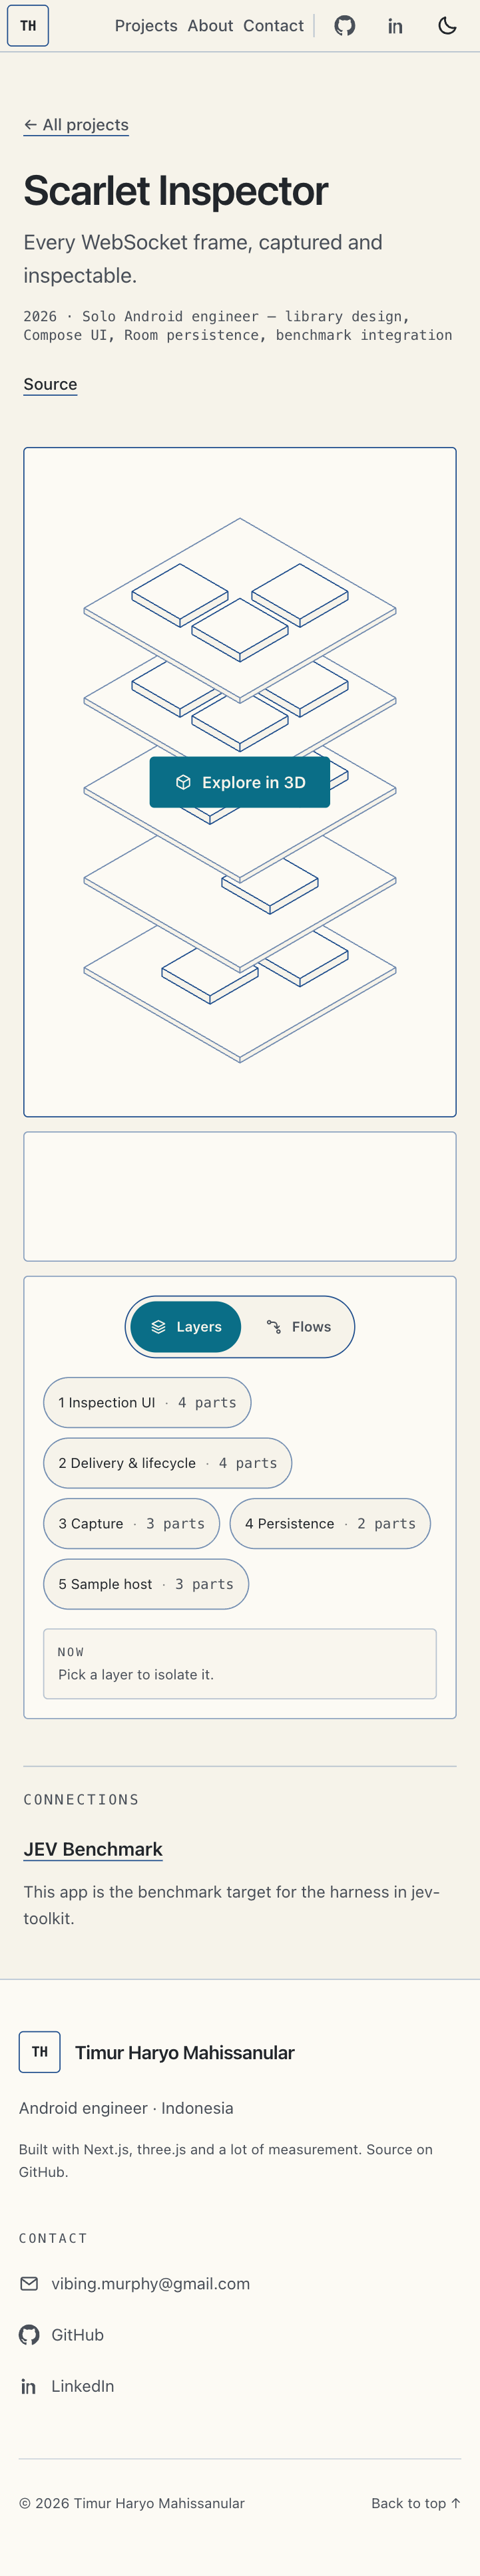 TH
Projects About Contact
← All projects
Scarlet Inspector
Every WebSocket frame, captured and
inspectable.
2026 · Solo Android engineer — library design,
Compose UI, Room persistence, benchmark integration
Source
Explore in 3D
Layers
Flows
1 Inspection UI · 4 parts
2 Delivery & lifecycle · 4 parts
3 Capture · 3 parts
4 Persistence · 2 parts
5 Sample host · 3 parts
NOW
Pick a layer to isolate it.
CONNECTIONS
JEV Benchmark
This app is the benchmark target for the harness in jev-
toolkit.
TH
Timur Haryo Mahissanular
Android engineer · Indonesia
Built with Next.js, three.js and a lot of measurement. Source on
GitHub.
CONTACT
vibing.murphy@gmail.com
GitHub
LinkedIn
© 2026 Timur Haryo Mahissanular
Back to top ↑